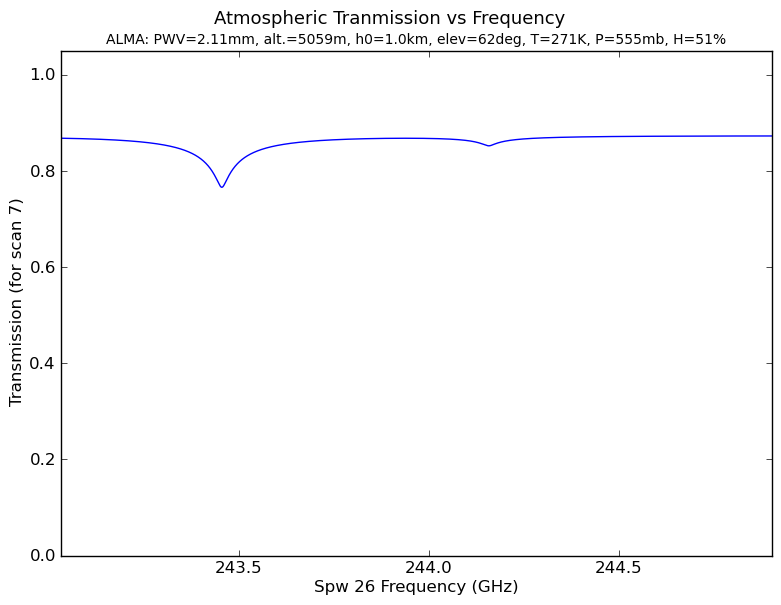 Atmospheric Tranmission vs Frequency
ALMA: PWV=2.11mm, alt.=5059m, h0=1.0km, elev=62deg, T=271K, P=555mb, H=51%
Transmission (for scan 7)
1.0
0.8
0.6
0.4
0.2
0.0
243.5 244.0 244.5
Spw 26 Frequency (GHz)